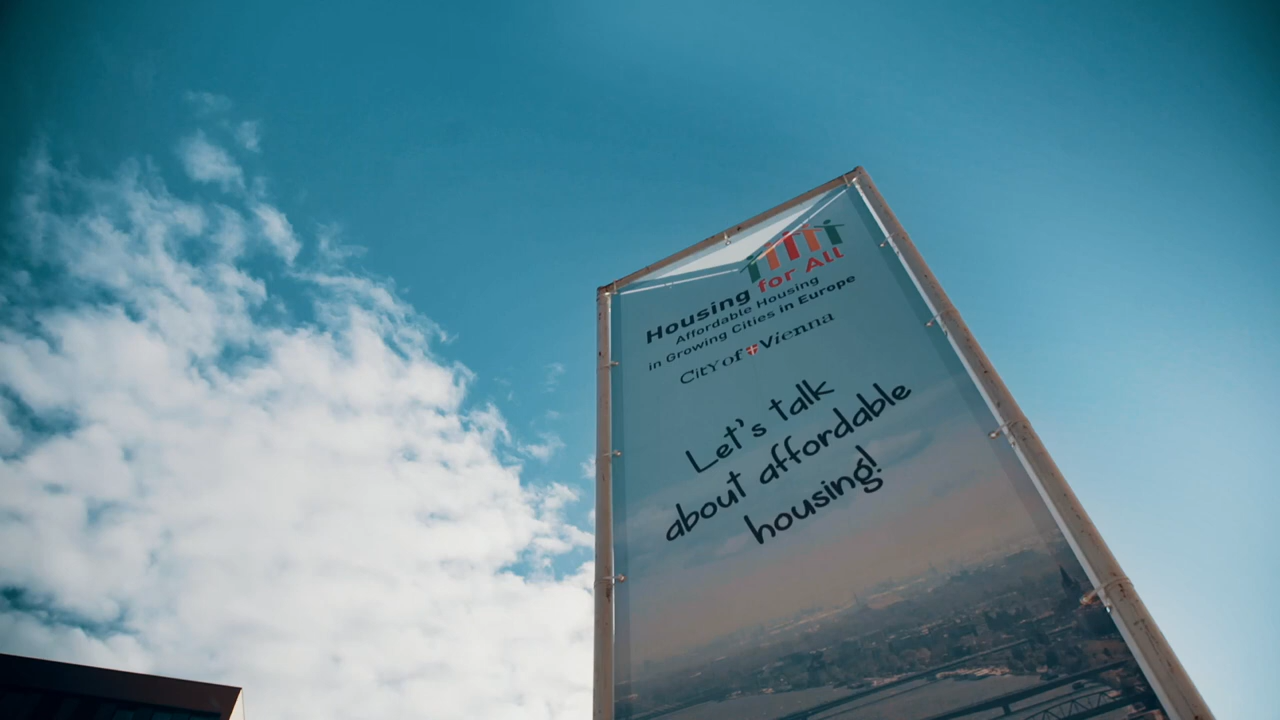 Housing for All
Affordable Housing
in Growing Cities in Europe
City of Vienna
Let's talk
about affordable
housing!